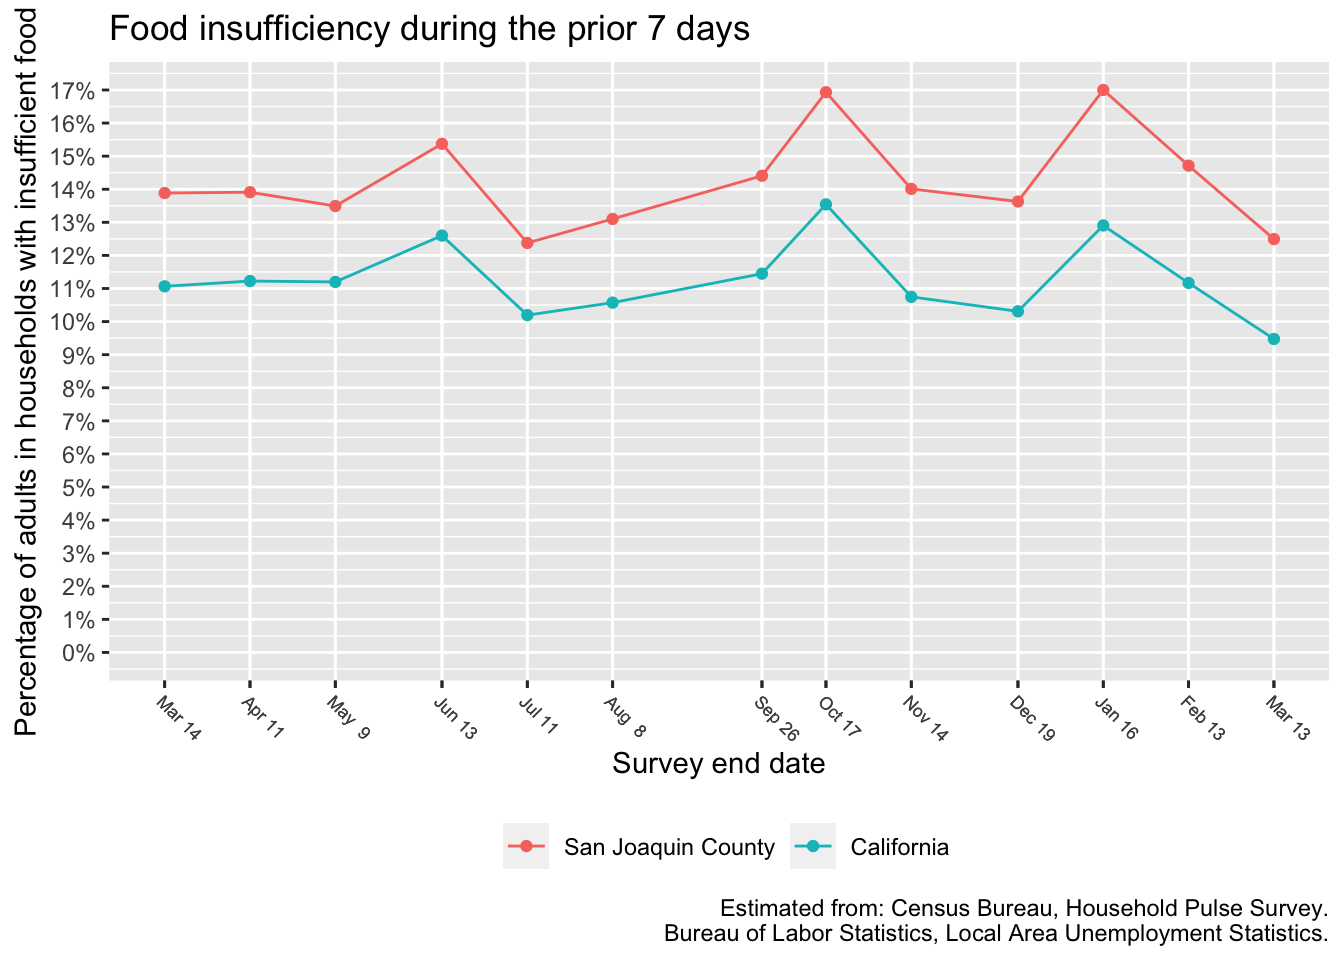 Food insufficiency during the prior 7 days
Percentage of adults in households with insufficient food
17%
16%
15%
14%
13%
12%
11%
10%
9%
8%
7%
6%
5%
4%
3%
2%
1%
0%
Mar 14
Apr 11
May 9
Jun 13
Jul 11
Aug 8
Sep 26
Oct 17
Nov 14
Dec 19
Jan 16
Feb 13
Mar 13
Survey end date
San Joaquin County
California
Estimated from: Census Bureau, Household Pulse Survey.
Bureau of Labor Statistics, Local Area Unemployment Statistics.